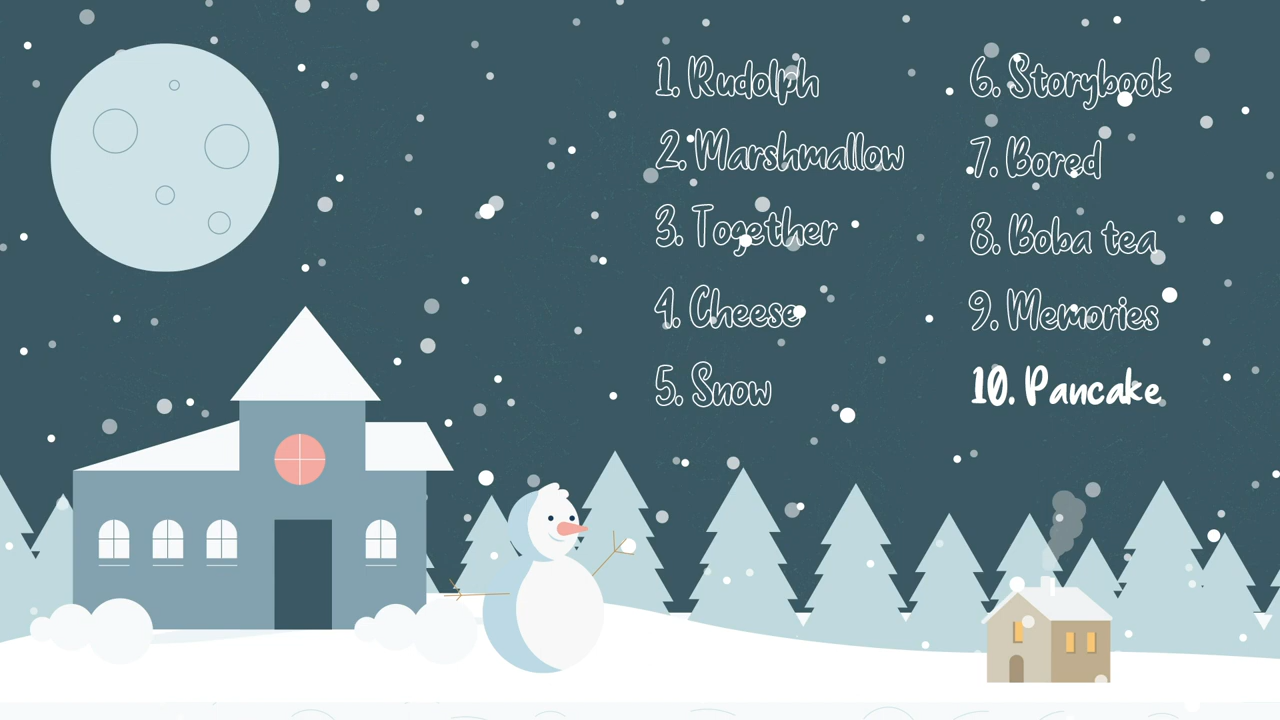 1. Rudolph
2. Marshmallow
3. Together
4. Cheese
5. Snow
6. Storybook
7. Bored
8. Boba tea
9. Memories
10. Pancake